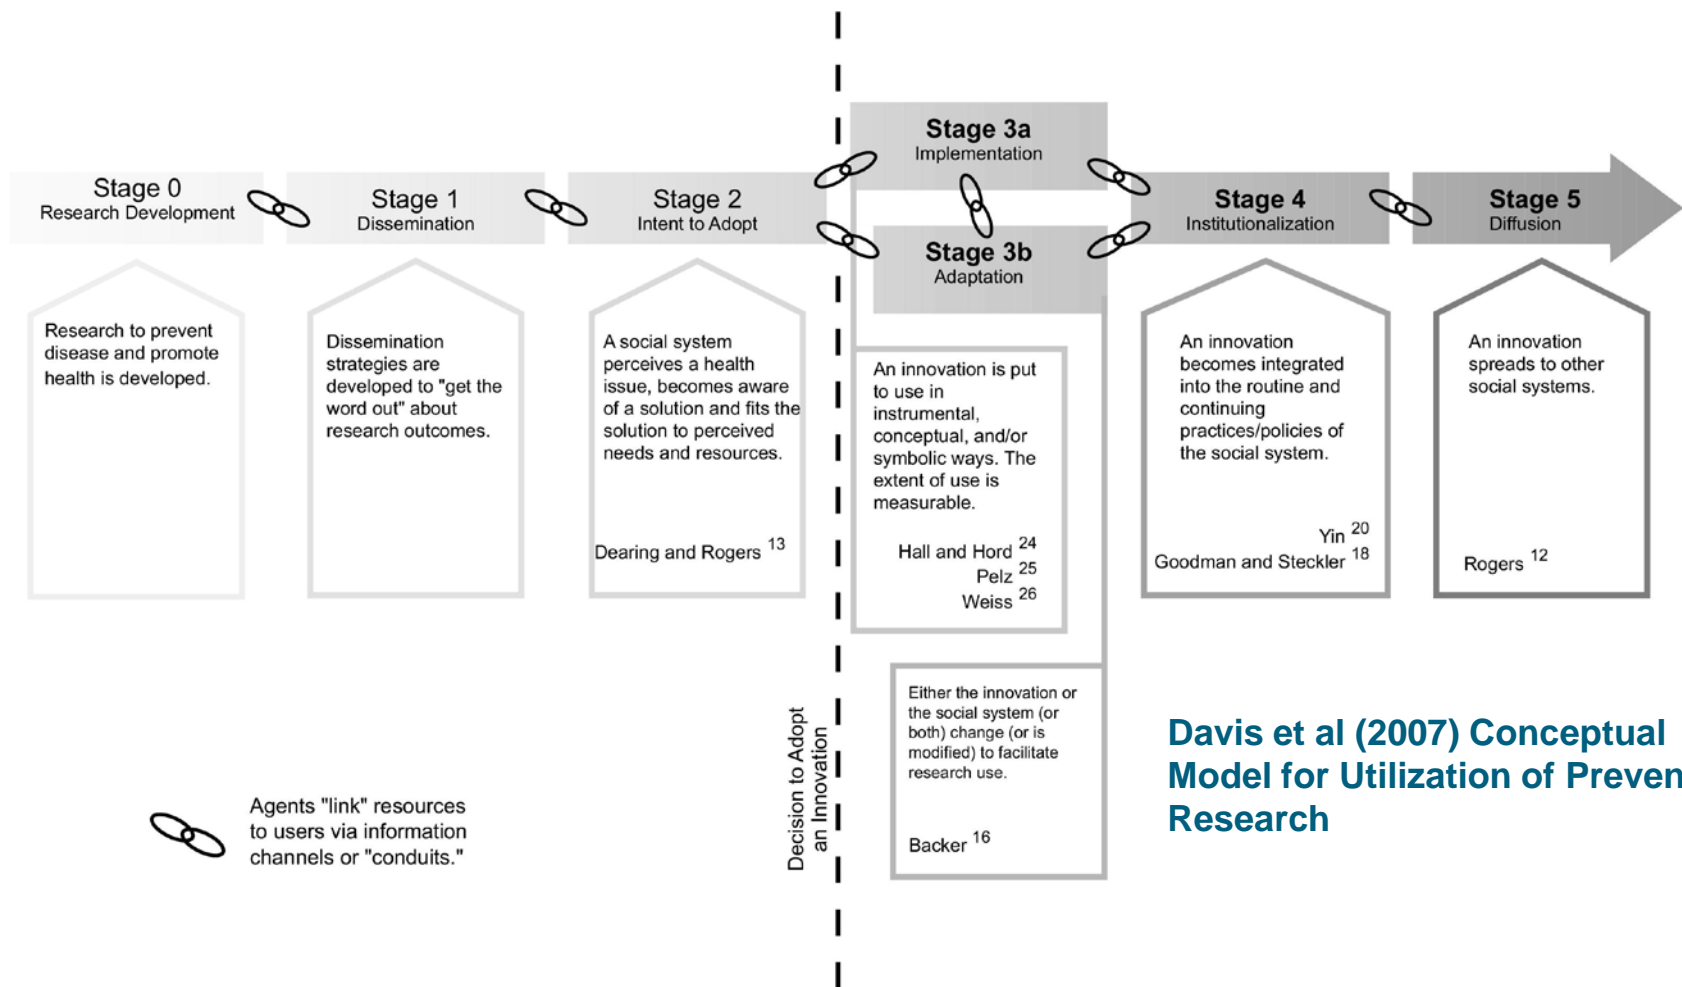 Stage 0
Research Development
Stage 1
Dissemination
Stage 2
Intent to Adopt
Stage 3a
Implementation
Stage 3b
Adaptation
Stage 4
Institutionalization
Stage 5
Diffusion
Research to prevent
disease and promote
health is developed.
Dissemination
strategies are
developed to "get the
word out" about
research outcomes.
A social system
perceives a health
issue, becomes aware
of a solution and fits the
solution to perceived
needs and resources.
Dearing and Rogers 13
An innovation is put
to use in
instrumental,
conceptual, and/or
symbolic ways. The
extent of use is
measurable.
Hall and Hord 24
Pelz 25
Weiss 26
An innovation
becomes integrated
into the routine and
continuing
practices/policies of
the social system.
Yin 20
Goodman and Steckler 18
An innovation
spreads to other
social systems.
Rogers 12
Either the innovation or
the social system (or
both) change (or is
modified) to facilitate
research use.
Backer 16
Decision to Adopt
an Innovation
Agents "link" resources
to users via information
channels or "conduits."
Davis et al (2007) Conceptual
Model for Utilization of Preven
Research